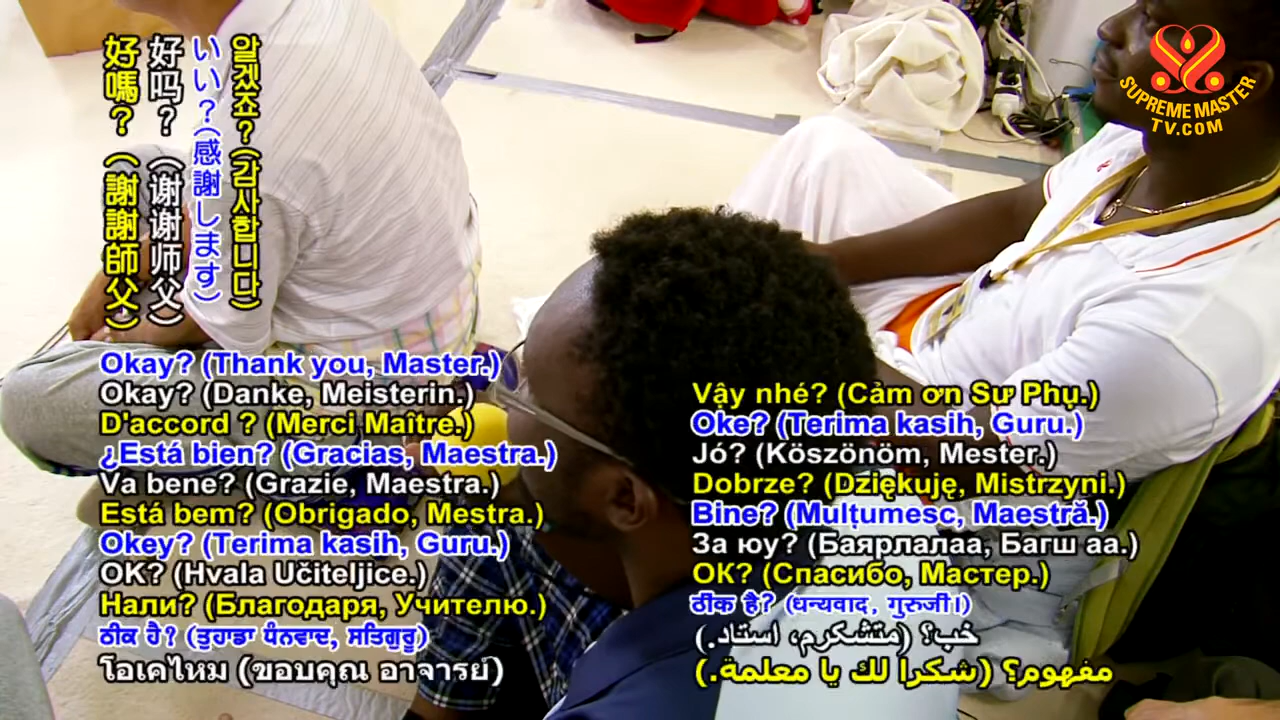 알겠죠? (감사합니다)
いい？(感謝します)
好吗？（谢谢师父）
好嗎？（謝謝師父）
Okay? (Thank you, Master.)
Okay? (Danke, Meisterin.)
D'accord ? (Merci Maître.)
¿Está bien? (Gracias, Maestra.)
Va bene? (Grazie, Maestra.)
Está bem? (Obrigado, Mestra.)
Okey? (Terima kasih, Guru.)
OK? (Hvala Učiteljice.)
Нали? (Благодаря, Учителю.)
ਠੀਕ ਹੈ? (ਤੁਹਾਡਾ ਧੰਨਵਾਦ, ਸਤਿਗੁਰੂ)
โอเคไหม (ขอบคุณ อาจารย์)
Vậy nhé? (Cảm ơn Sư Phụ.)
Oke? (Terima kasih, Guru.)
Jó? (Köszönöm, Mester.)
Dobrze? (Dziękuję, Mistrzyni.)
Bine? (Mulțumesc, Maestră.)
За юу? (Баярлалаа, Багш аа.)
ОК? (Спасибо, Мастер.)
ठीक है? (धन्यवाद, गुरुजी।)
خب؟ (متشکرم، استاد.)
مفهوم؟ (شكرا لك يا معلمة.)
SUPREME MASTER
TV.COM